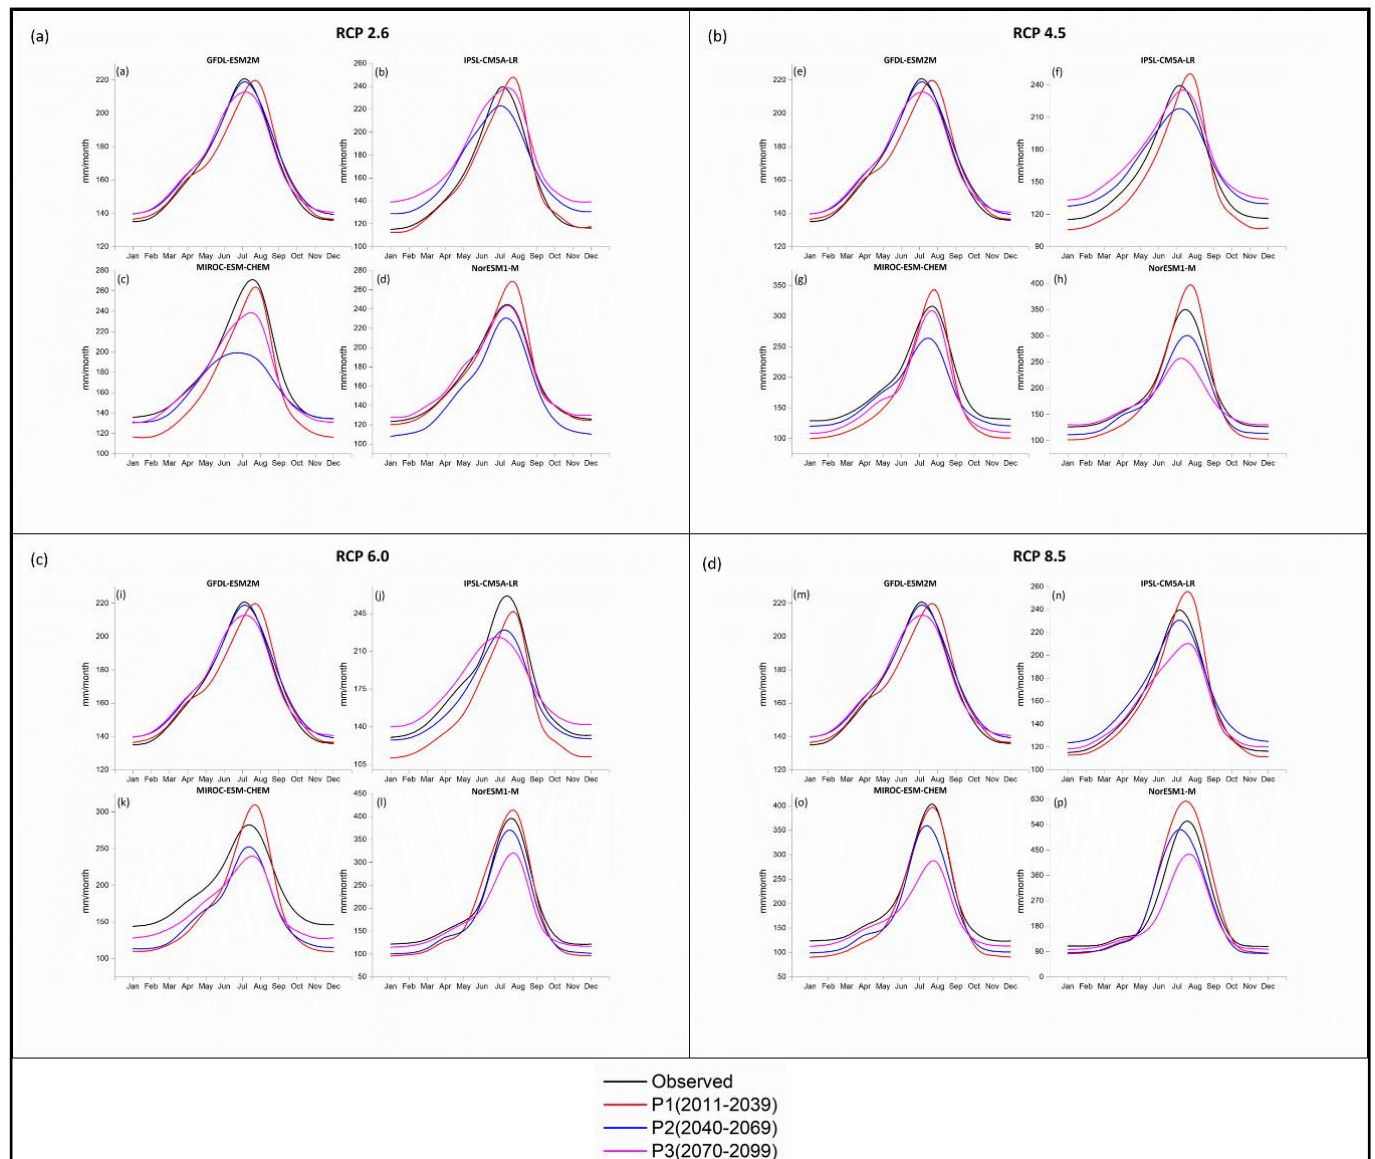 (a)
RCP 2.6
GFDL-ESM2M
(a)
mm/month
220
200
180
160
140
120
Jan Feb Mar Apr May Jun Jul Aug Sep Oct Nov Dec
IPSL-CM5A-LR
(b)
mm/month
260
240
220
200
180
160
140
120
100
Jan Feb Mar Apr May Jun Jul Aug Sep Oct Nov Dec
MIROC-ESM-CHEM
(c)
mm/month
280
260
240
220
200
180
160
140
120
100
Jan Feb Mar Apr May Jun Jul Aug Sep Oct Nov Dec
NorESM1-M
(d)
mm/month
280
260
240
220
200
180
160
140
120
100
Jan Feb Mar Apr May Jun Jul Aug Sep Oct Nov Dec
(b)
RCP 4.5
GFDL-ESM2M
(e)
mm/month
220
200
180
160
140
120
Jan Feb Mar Apr May Jun Jul Aug Sep Oct Nov Dec
IPSL-CM5A-LR
(f)
mm/month
240
210
180
150
120
90
Jan Feb Mar Apr May Jun Jul Aug Sep Oct Nov Dec
MIROC-ESM-CHEM
(g)
mm/month
350
300
250
200
150
100
Jan Feb Mar Apr May Jun Jul Aug Sep Oct Nov Dec
NorESM1-M
(h)
mm/month
400
350
300
250
200
150
100
Jan Feb Mar Apr May Jun Jul Aug Sep Oct Nov Dec
(c)
RCP 6.0
GFDL-ESM2M
(i)
mm/month
220
200
180
160
140
120
Jan Feb Mar Apr May Jun Jul Aug Sep Oct Nov Dec
IPSL-CM5A-LR
(j)
mm/month
245
210
175
140
105
Jan Feb Mar Apr May Jun Jul Aug Sep Oct Nov Dec
MIROC-ESM-CHEM
(k)
mm/month
300
250
200
150
100
Jan Feb Mar Apr May Jun Jul Aug Sep Oct Nov Dec
NorESM1-M
(l)
mm/month
450
400
350
300
250
200
150
100
50
Jan Feb Mar Apr May Jun Jul Aug Sep Oct Nov Dec
(d)
RCP 8.5
GFDL-ESM2M
(m)
mm/month
220
200
180
160
140
120
Jan Feb Mar Apr May Jun Jul Aug Sep Oct Nov Dec
IPSL-CM5A-LR
(n)
mm/month
260
240
220
200
180
160
140
120
100
Jan Feb Mar Apr May Jun Jul Aug Sep Oct Nov Dec
MIROC-ESM-CHEM
(o)
mm/month
400
350
300
250
200
150
100
50
Jan Feb Mar Apr May Jun Jul Aug Sep Oct Nov Dec
NorESM1-M
(p)
mm/month
630
540
450
360
270
180
90
0
Jan Feb Mar Apr May Jun Jul Aug Sep Oct Nov Dec
Observed
P1(2011-2039)
P2(2040-2069)
P3(2070-2099)